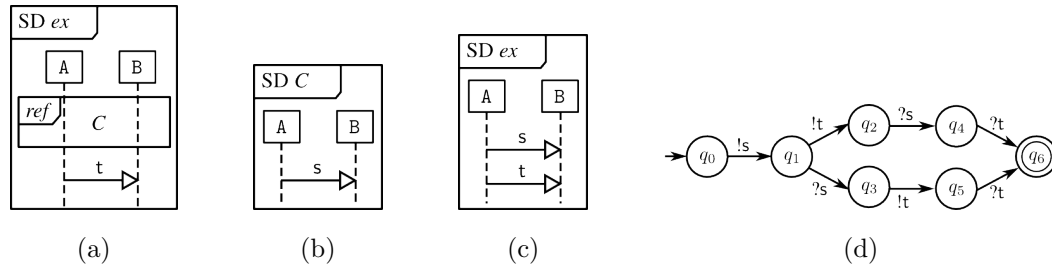 SD ex
A B
ref
C
t
(a)
SD C
A B
s
(b)
SD ex
A B
s
t
(c)
!t q2 ?s q4 ?t
q0 !s q1 q6
?s q3 !t q5 ?t
(d)